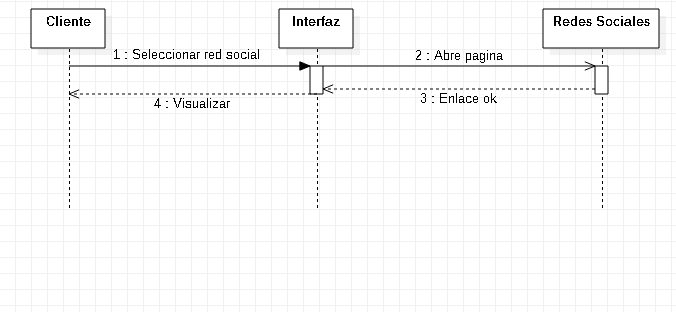 Cliente
Interfaz
Redes Sociales
1 : Seleccionar red social
2 : Abre pagina
3 : Enlace ok
4 : Visualizar